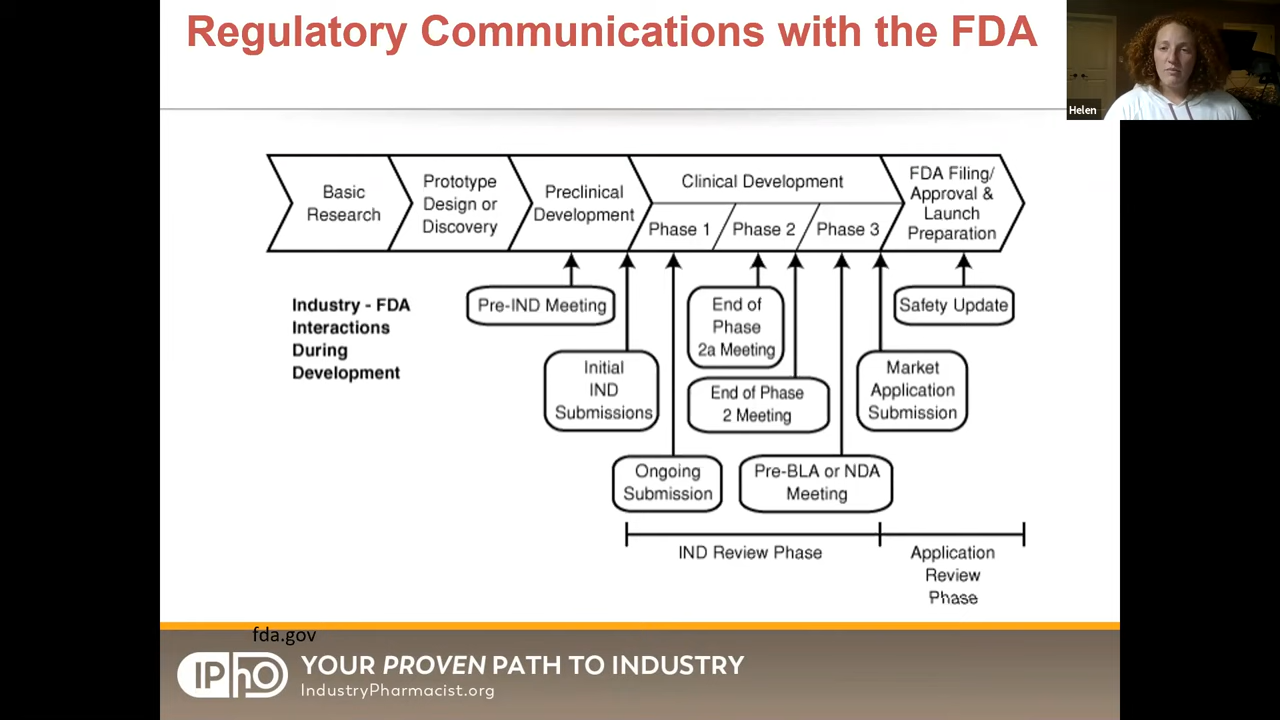 Regulatory Communications with the FDA
Helen
Basic
Research
Prototype
Design or
Discovery
Preclinical
Development
Clinical Development
Phase 1
Phase 2
Phase 3
FDA Filing/
Approval &
Launch
Preparation
Industry - FDA
Interactions
During
Development
Pre-IND Meeting
Initial
IND
Submissions
Ongoing
Submission
End of
Phase
2a Meeting
End of Phase
2 Meeting
Pre-BLA or NDA
Meeting
Market
Application
Submission
Safety Update
IND Review Phase
Application
Review
Phase
fda.gov
IPhO
YOUR PROVEN PATH TO INDUSTRY
IndustryPharmacist.org